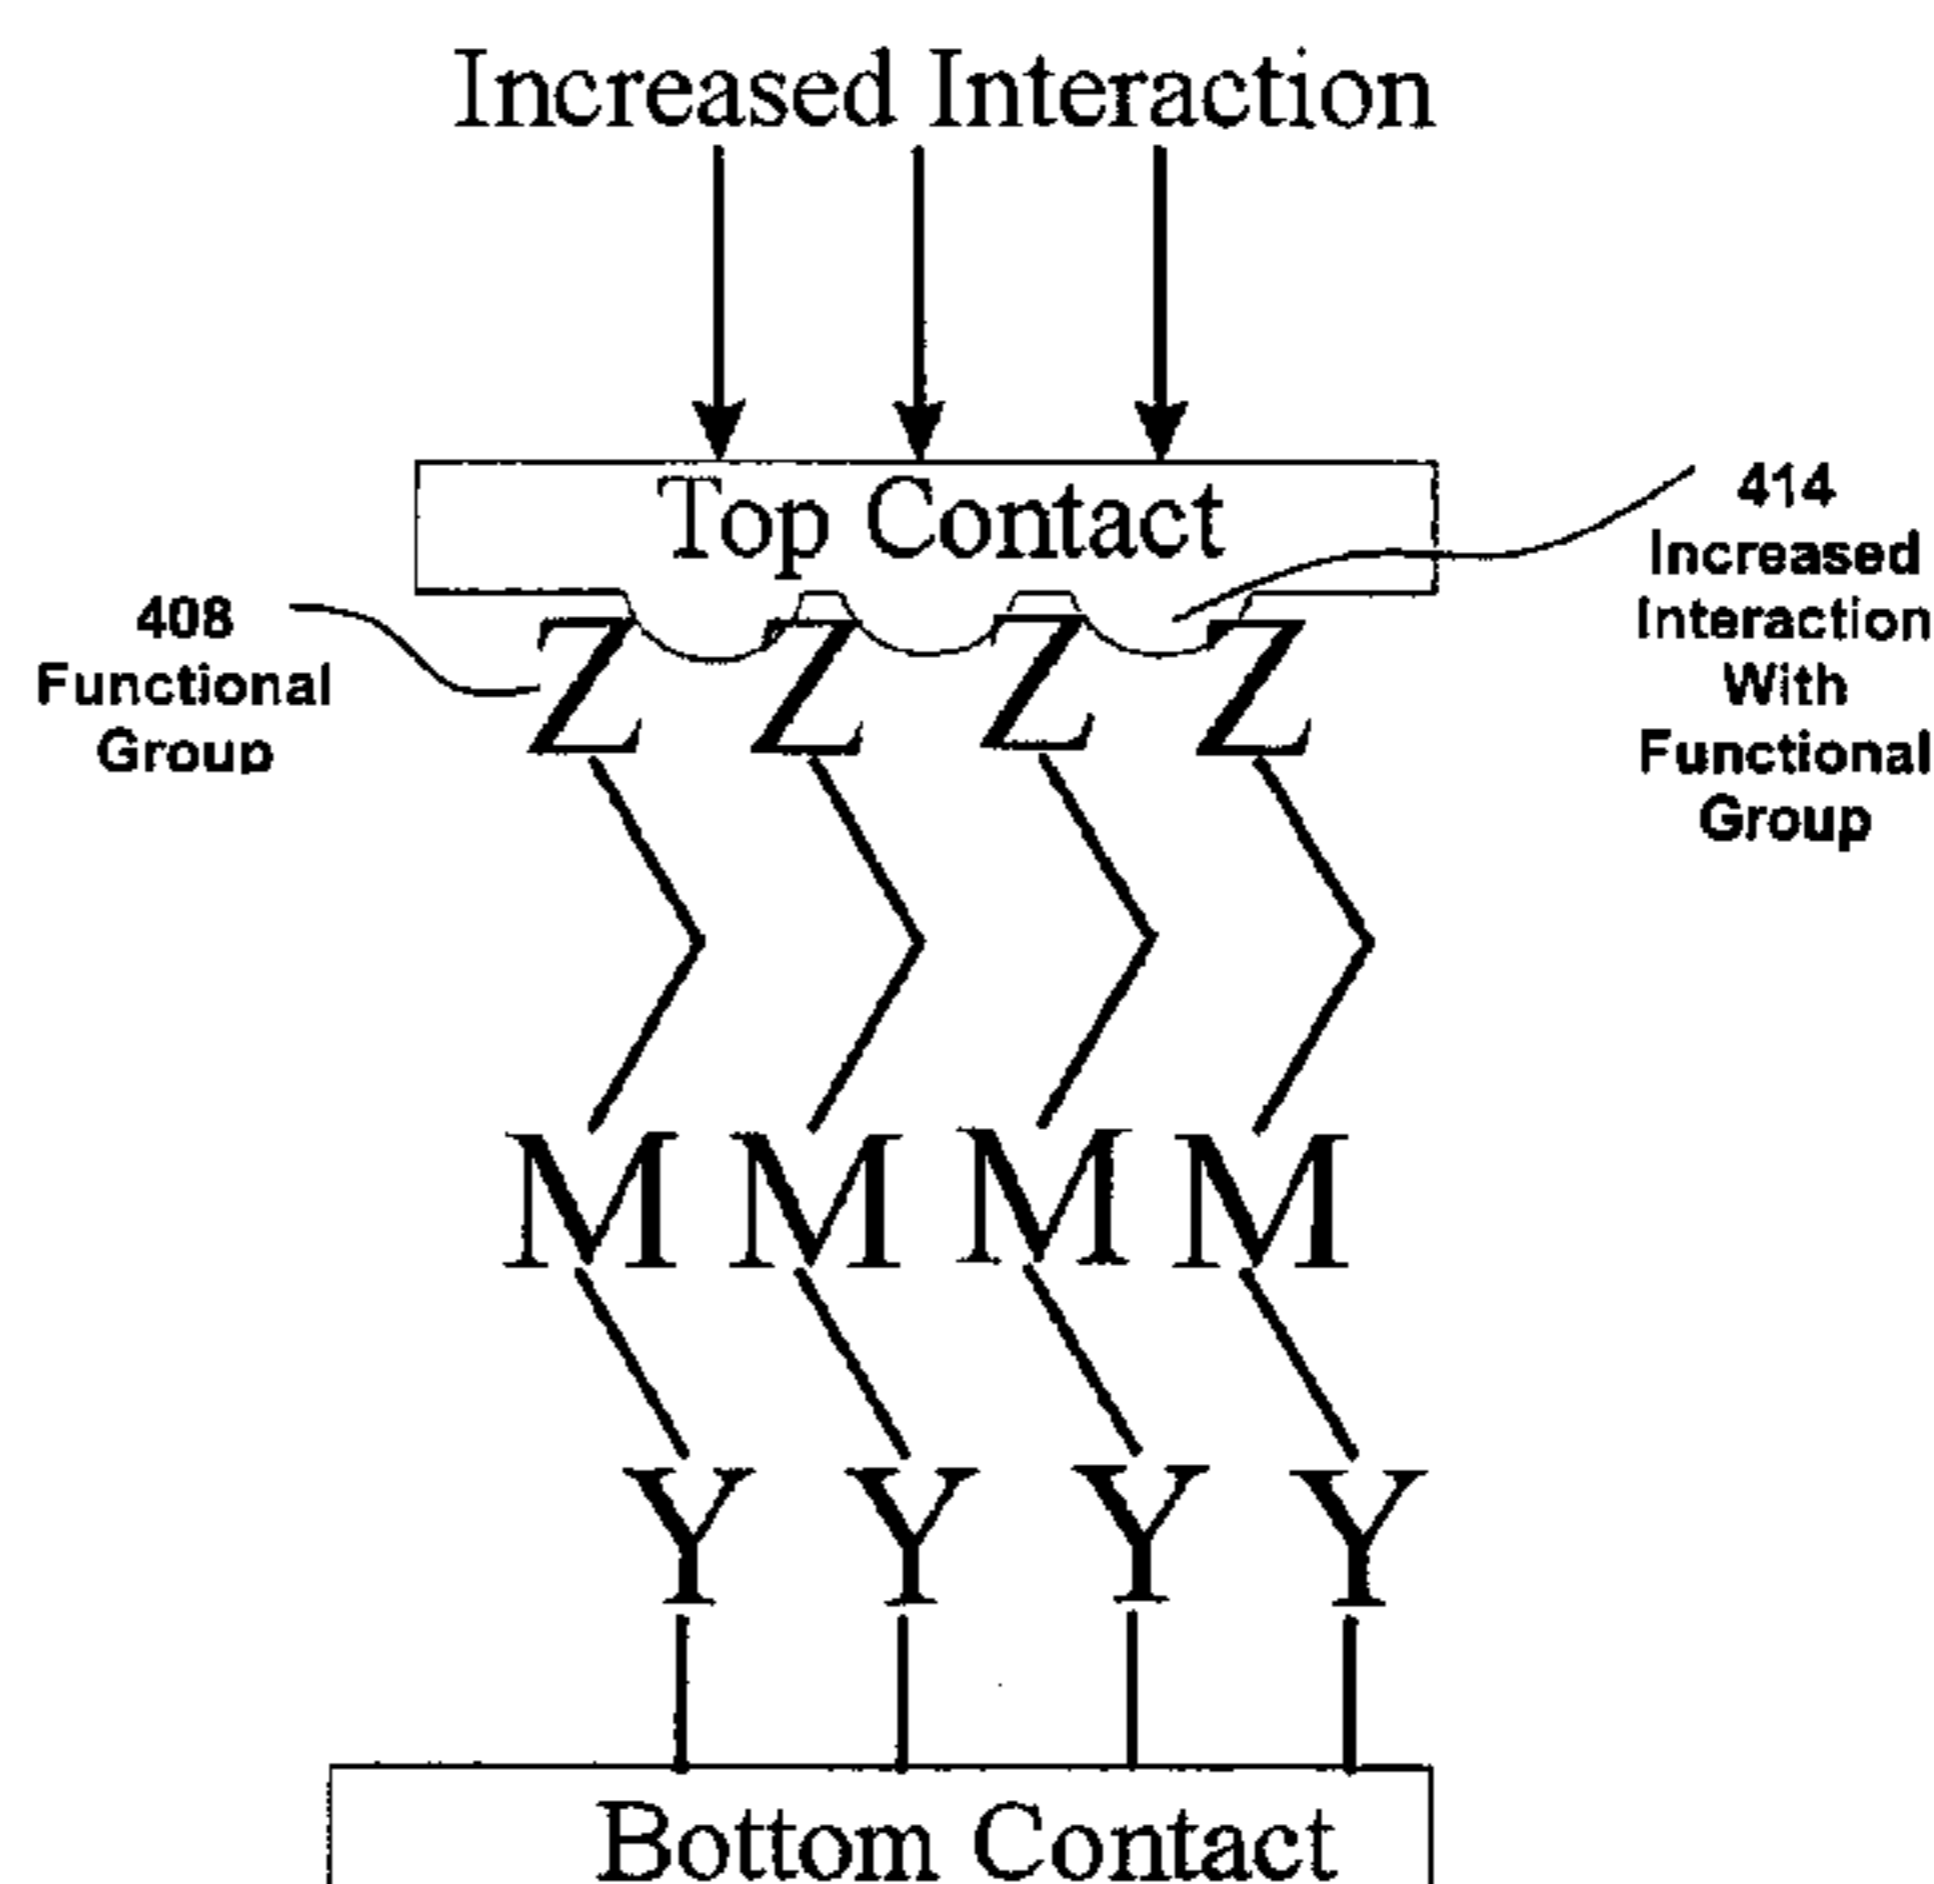 Increased Interaction
Top Contact
414
Increased
Interaction
With
Functional
Group
408
Functional
Group
Z Z Z Z
M M M M
Y Y Y Y
Bottom Contact